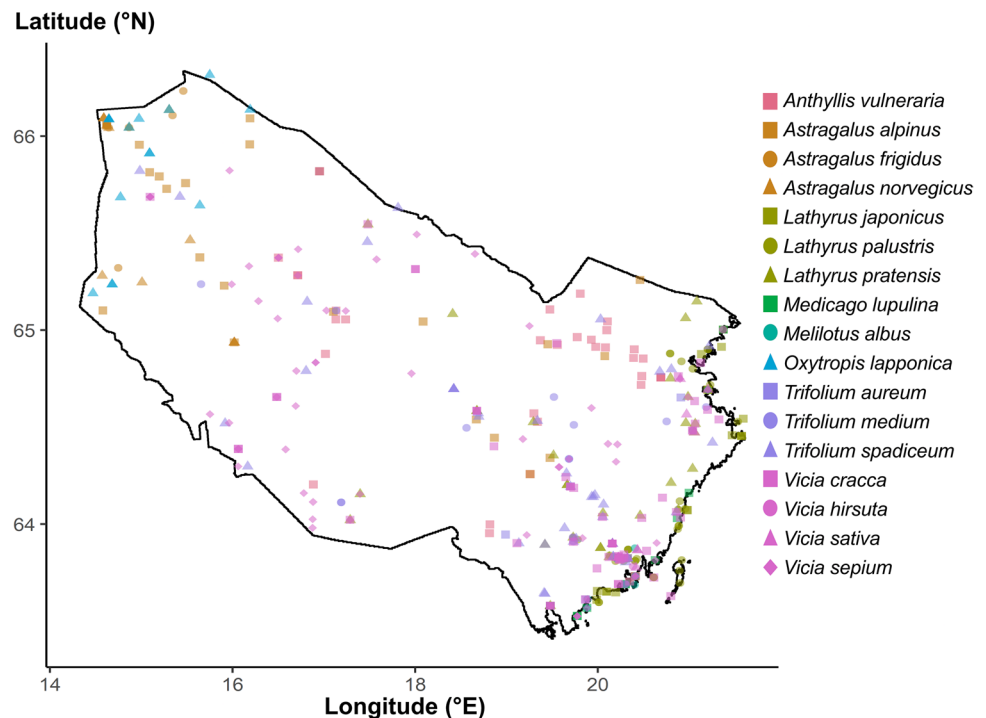 Latitude (°N)
66
65
64
14
16
18
20
Longitude (°E)
Anthyllis vulneraria
Astragalus alpinus
Astragalus frigidus
Astragalus norvegicus
Lathyrus japonicus
Lathyrus palustris
Lathyrus pratensis
Medicago lupulina
Melilotus albus
Oxytropis lapponica
Trifolium aureum
Trifolium medium
Trifolium spadiceum
Vicia cracca
Vicia hirsuta
Vicia sativa
Vicia sepium